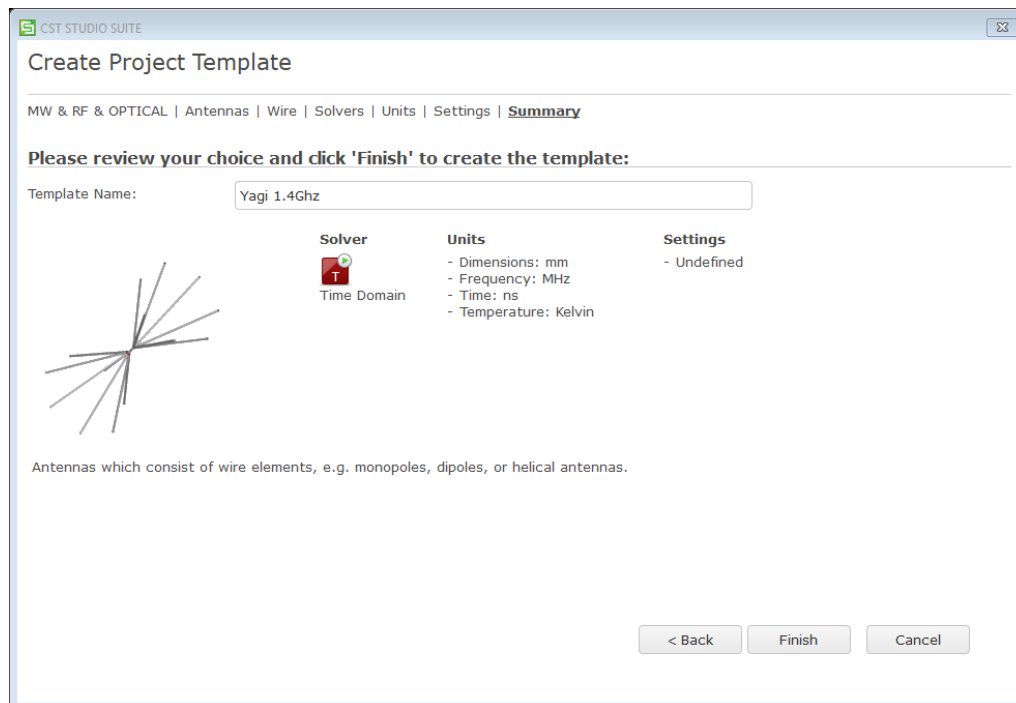 CST STUDIO SUITE
Create Project Template
MW & RF & OPTICAL | Antennas | Wire | Solvers | Units | Settings | Summary
Please review your choice and click 'Finish' to create the template:
Template Name: Yagi 1.4Ghz
Solver Units Settings
- Dimensions: mm - Undefined
- Frequency: MHz
T
Time Domain - Time: ns
- Temperature: Kelvin
Antennas which consist of wire elements, e.g. monopoles, dipoles, or helical antennas.
< Back Finish Cancel